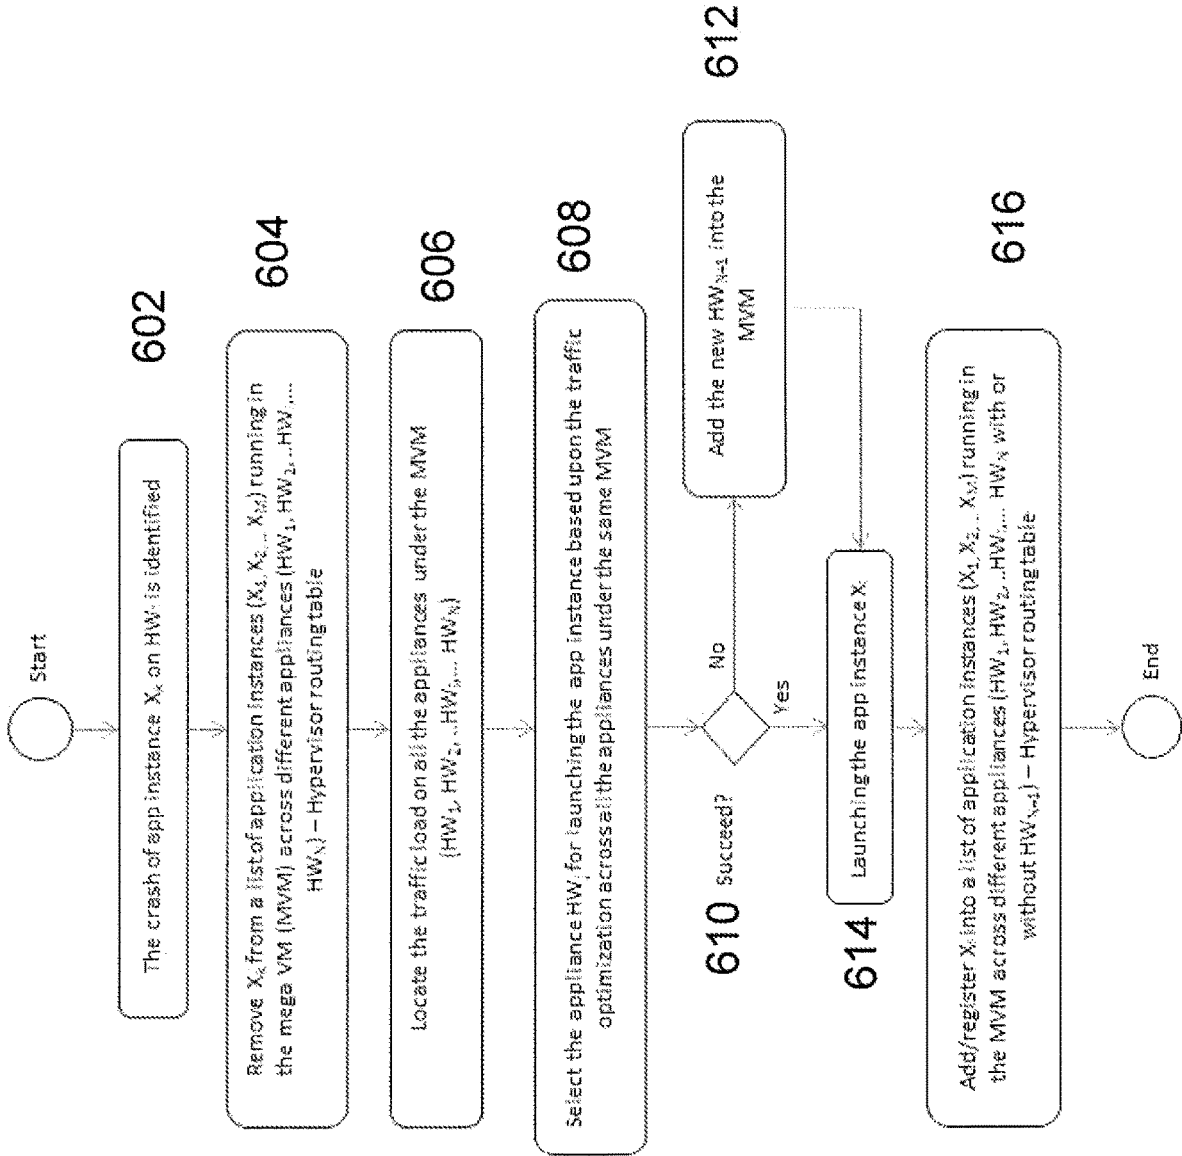 Start
The crash of app instance Xₖ on HWᵢ is identified
602
Remove Xₖ from a list of application instances (X₁, X₂, .. Xₘ) running in
the mega VM (MVM) across different appliances (HW₁, HW₂, ..HWᵢ,...
HWₙ) – Hypervisor routing table
604
Locate the traffic load on all the appliances under the MVM
(HW₁, HW₂, ..HWᵢ,... HWₙ)
606
Select the appliance HWⱼ for launching the app instance based upon the traffic
optimization across all the appliances under the same MVM
608
610 Succeed?
No
Yes
Add the new HWₙ₊₁ into the
MVM
612
614
Launching the app instance Xᵢ
Add/register Xᵢ into a list of application instances (X₁, X₂, .. Xₘ) running in
the MVM across different appliances (HW₁, HW₂, ..HWᵢ,... HWₙ with or
without HWₙ₊₁) – Hypervisor routing table
616
End